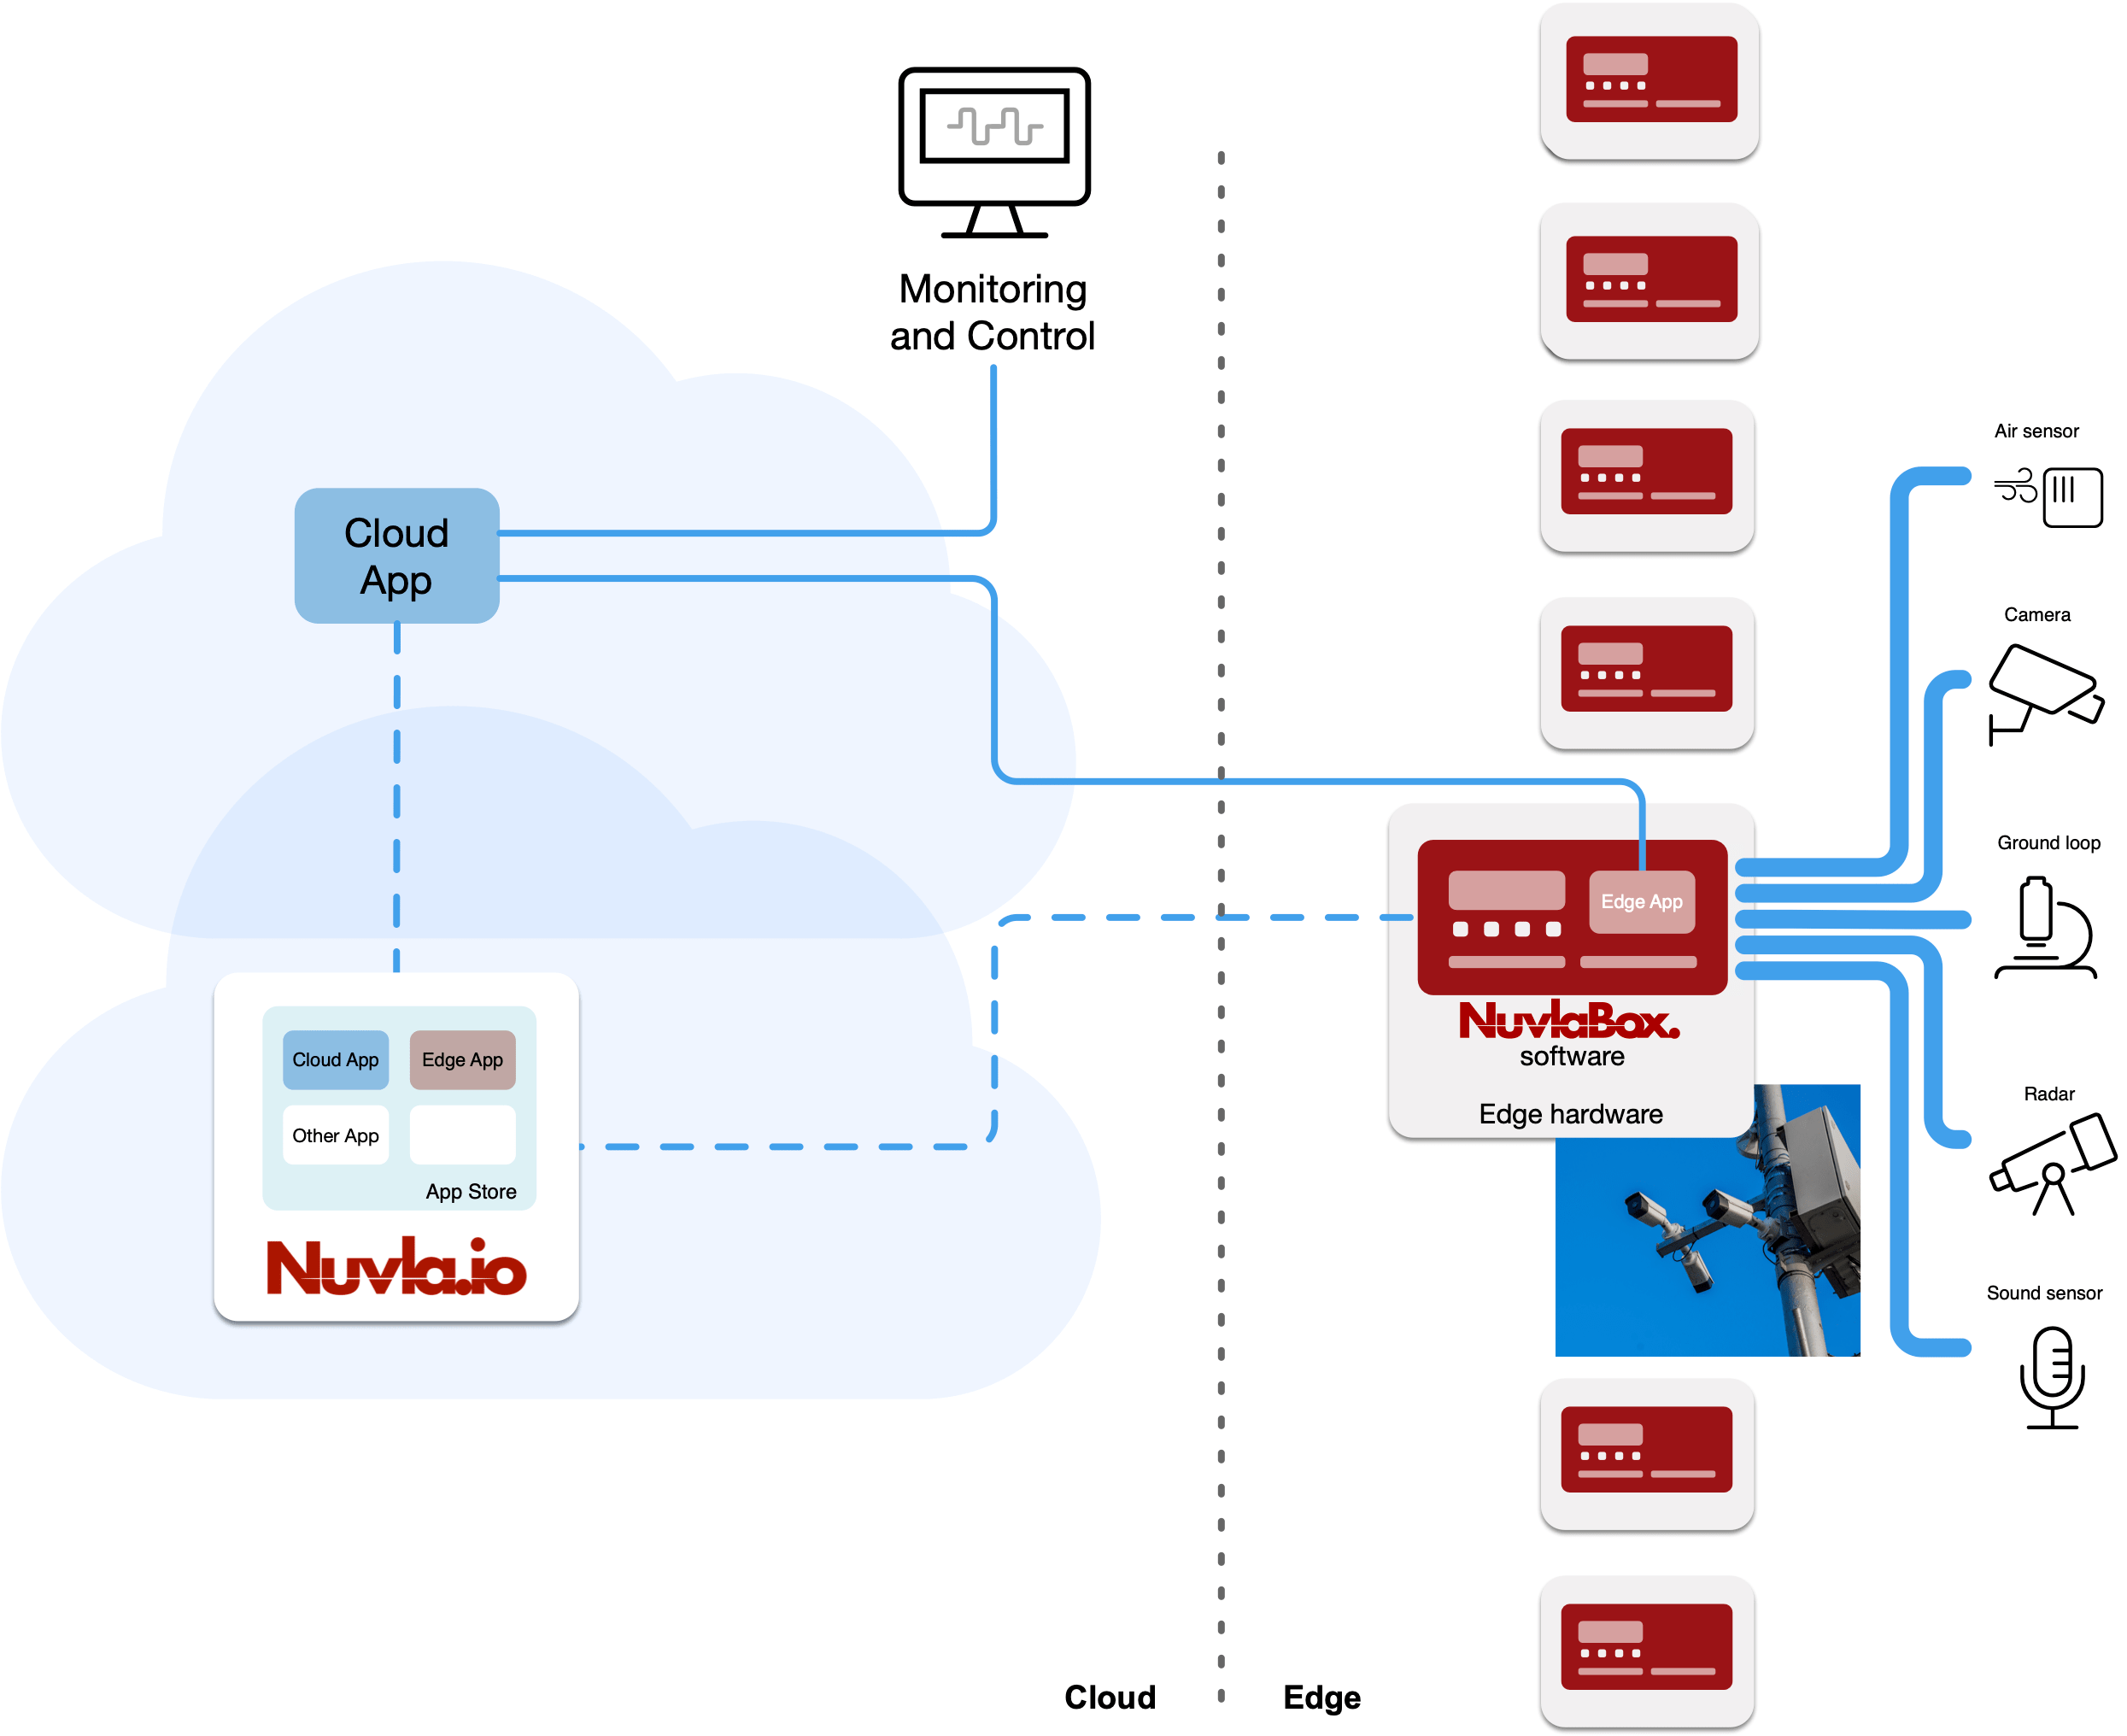 Monitoring
and Control
Cloud
App
Cloud App
Edge App
Other App
App Store
Nuvla.io
Edge App
NuvlaBox.
software
Edge hardware
Air sensor
Camera
Ground loop
Radar
Sound sensor
Cloud
Edge